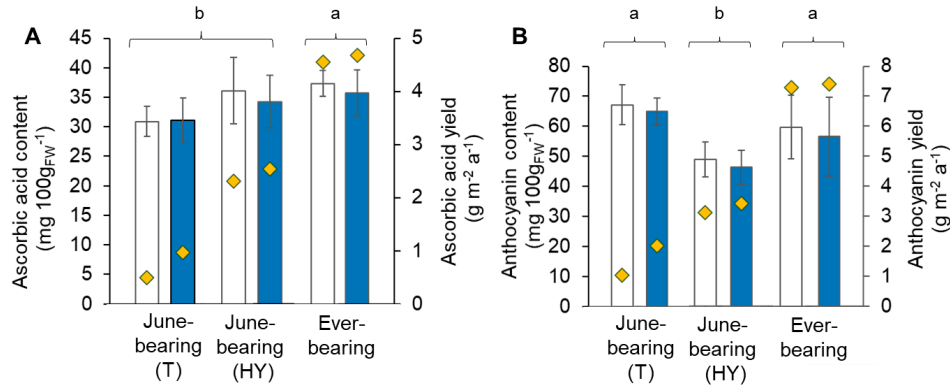 A
b
a
Ascorbic acid content
(mg 100g_FW^-1)
45
40
35
30
25
20
15
10
5
0
5
4
3
2
1
0
Ascorbic acid yield
(g m^-2 a^-1)
June-
bearing
(T)
June-
bearing
(HY)
Ever-
bearing
B
a
b
a
Anthocyanin content
(mg 100g_FW^-1)
80
70
60
50
40
30
20
10
0
8
7
6
5
4
3
2
1
0
Anthocyanin yield
(g m^-2 a^-1)
June-
bearing
(T)
June-
bearing
(HY)
Ever-
bearing